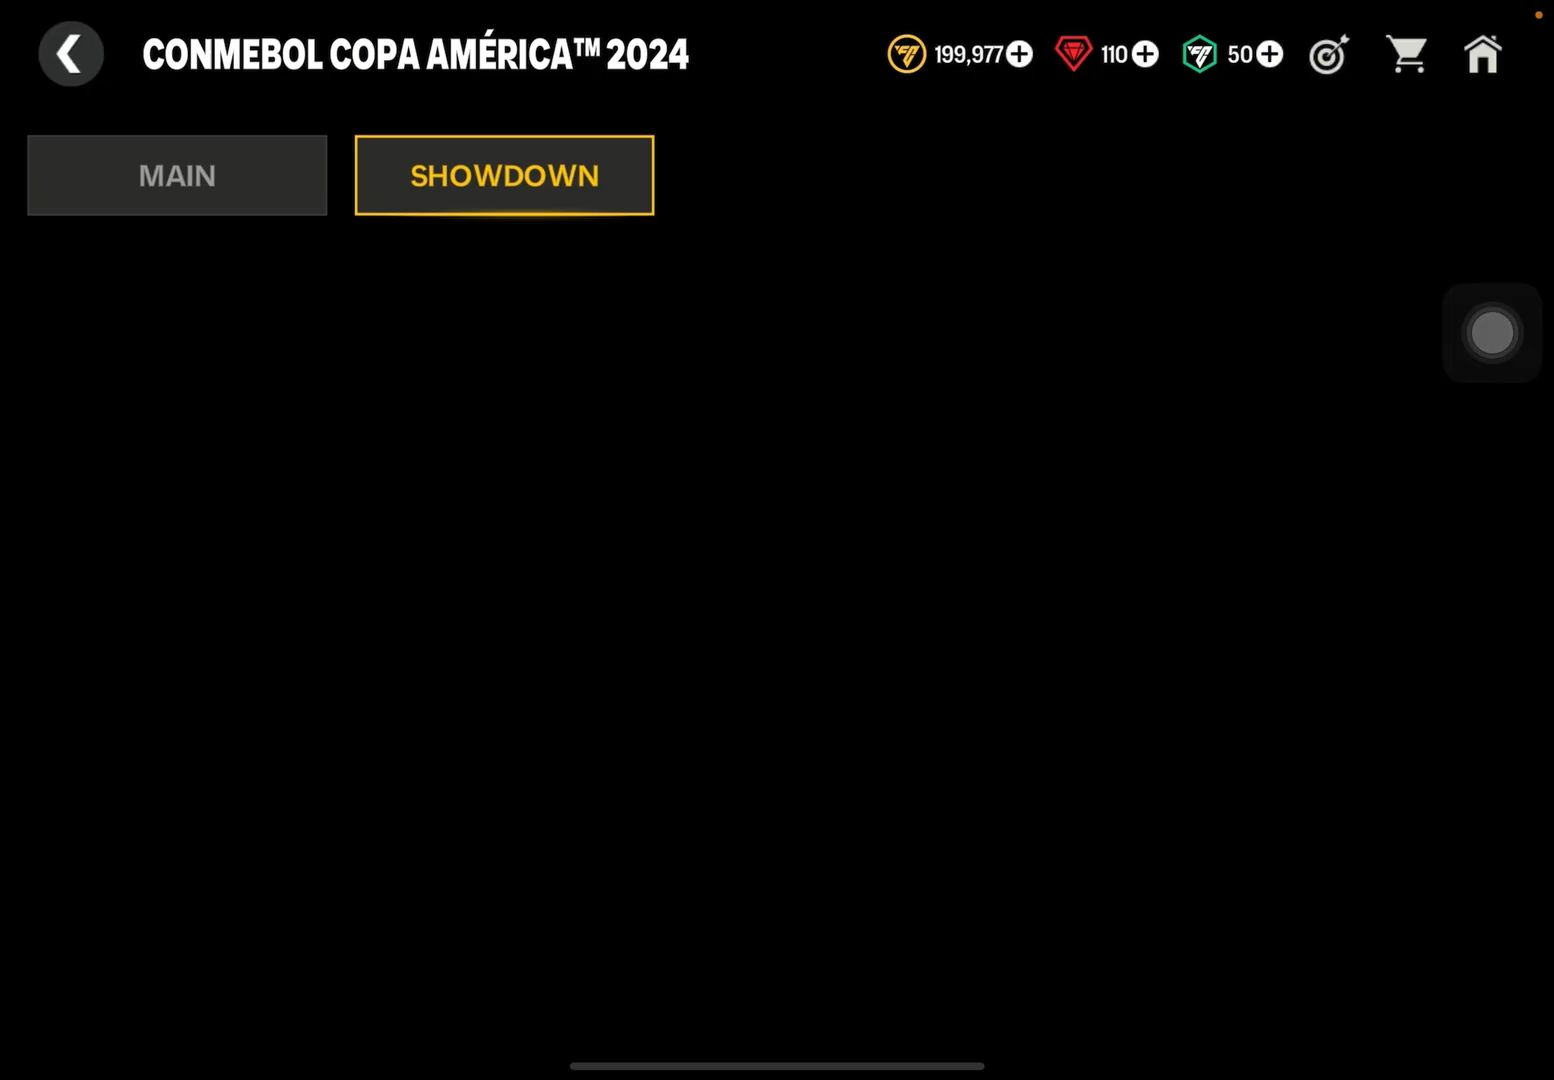 CONMEBOL COPA AMÉRICA™ 2024
199,977
110
50
MAIN
SHOWDOWN